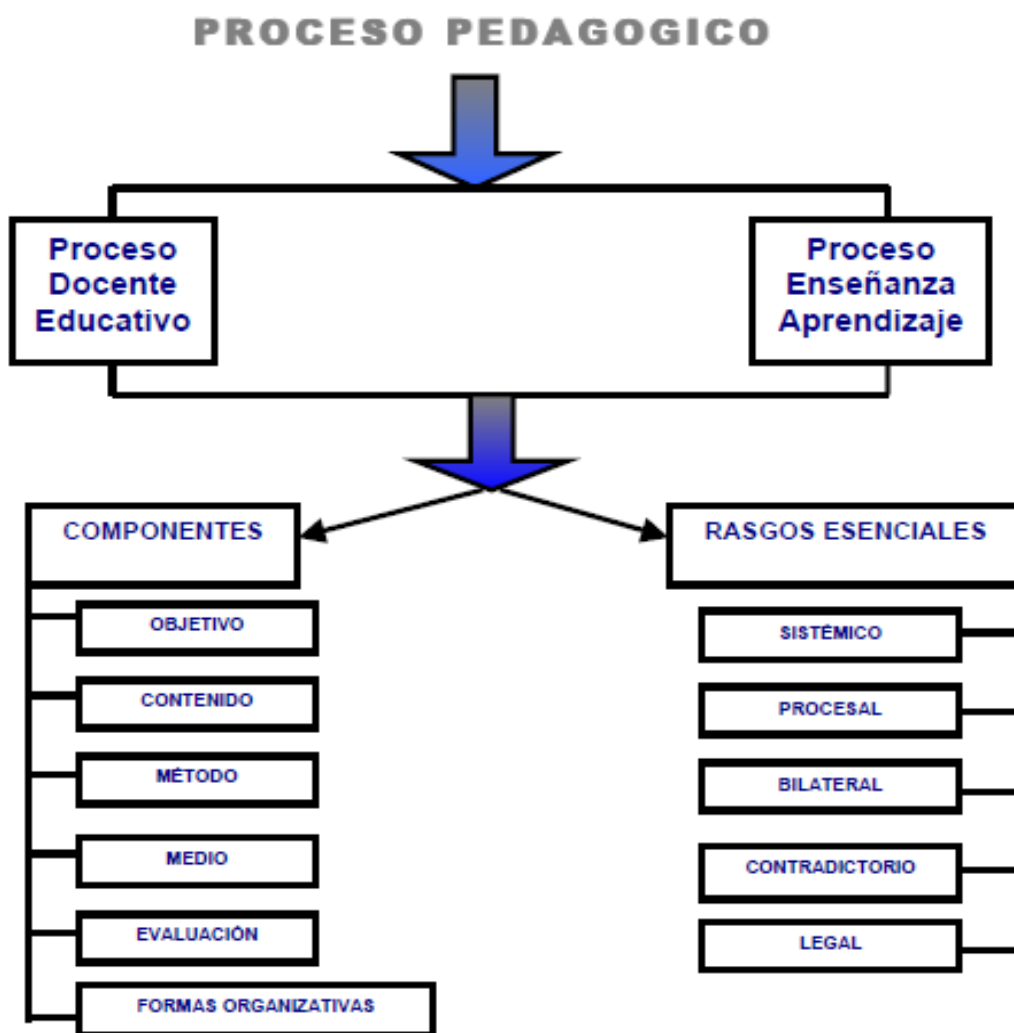 PROCESO PEDAGOGICO
Proceso
Docente
Educativo
Proceso
Enseñanza
Aprendizaje
COMPONENTES
OBJETIVO
CONTENIDO
MÉTODO
MEDIO
EVALUACIÓN
FORMAS ORGANIZATIVAS
RASGOS ESENCIALES
SISTÉMICO
PROCESAL
BILATERAL
CONTRADICTORIO
LEGAL